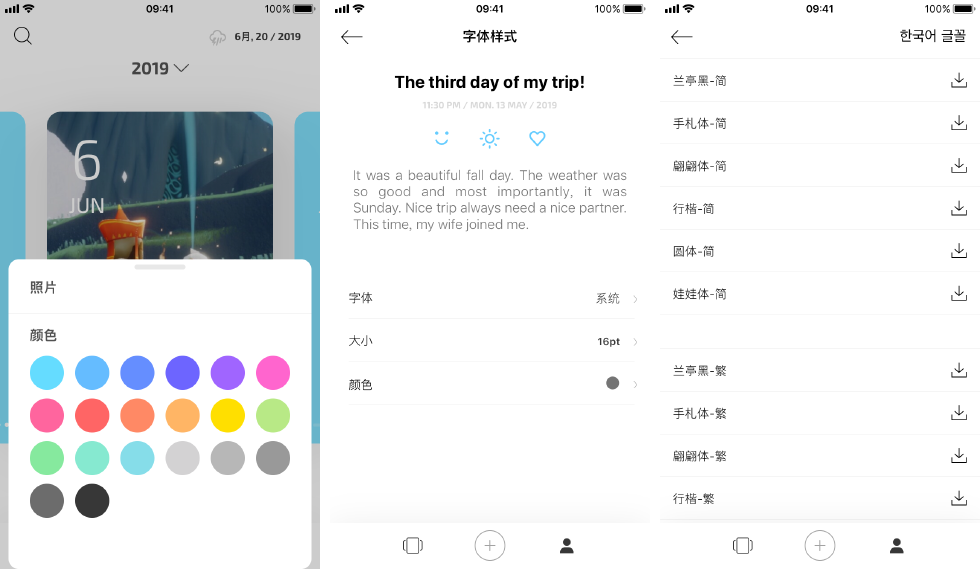 09:41
100%
6月, 20 / 2019
2019
6
JUN
照片
颜色
09:41
100%
字体样式
The third day of my trip!
11:30 PM / MON, 13 MAY / 2019
It was a beautiful fall day. The weather was
so good and most importantly, it was
Sunday. Nice trip always need a nice partner.
This time, my wife joined me.
字体 系统
大小 16pt
颜色
09:41
100%
한국어 글꼴
兰亭黑-简
手札体-简
翩翩体-简
行楷-简
圆体-简
娃娃体-简
兰亭黑-繁
手札体-繁
翩翩体-繁
行楷-繁